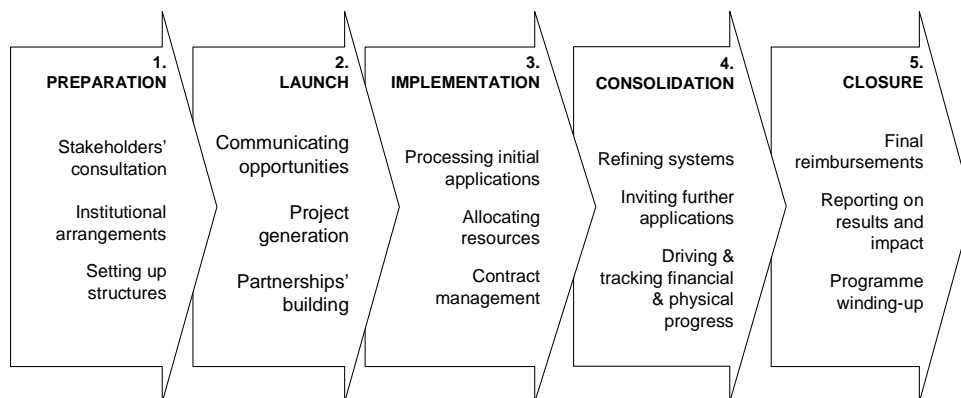 1.
PREPARATION
Stakeholders'
consultation
Institutional
arrangements
Setting up
structures
2.
LAUNCH
Communicating
opportunities
Project
generation
Partnerships'
building
3.
IMPLEMENTATION
Processing initial
applications
Allocating
resources
Contract
management
4.
CONSOLIDATION
Refining systems
Inviting further
applications
Driving &
tracking financial
& physical
progress
5.
CLOSURE
Final
reimbursements
Reporting on
results and
impact
Programme
winding-up